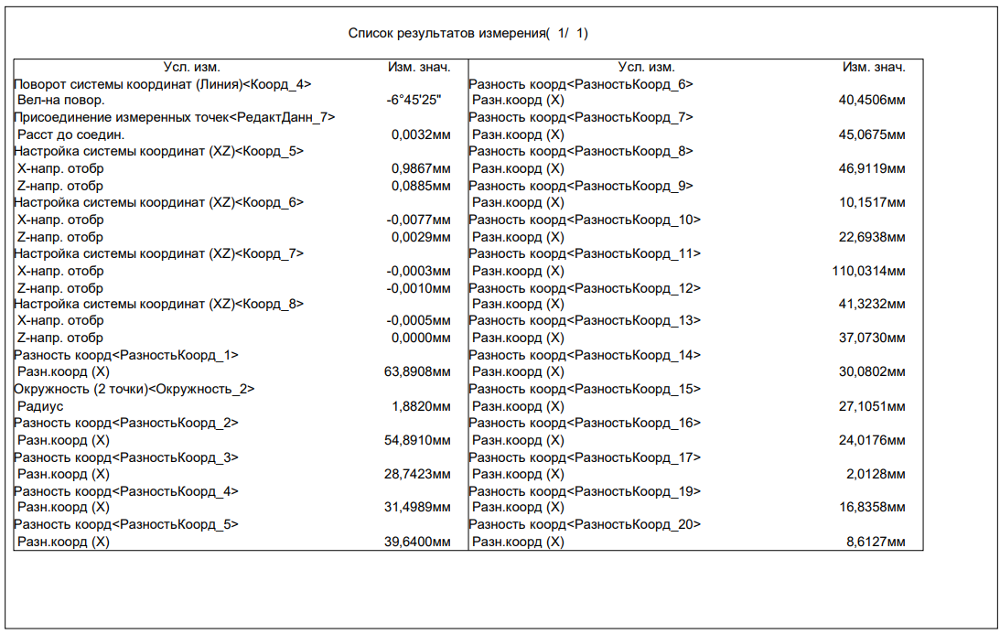 Список результатов измерения( 1/ 1)
Усл. изм. Изм. знач.
Поворот системы координат (Линия)<Коорд_4>
Вел-на повор. -6°45'25"
Присоединение измеренных точек<РедактДанн_7>
Расст до соедин. 0,0032мм
Настройка системы координат (XZ)<Коорд_5>
X-напр. отобр 0,9867мм
Z-напр. отобр 0,0885мм
Настройка системы координат (XZ)<Коорд_6>
X-напр. отобр -0,0077мм
Z-напр. отобр 0,0029мм
Настройка системы координат (XZ)<Коорд_7>
X-напр. отобр -0,0003мм
Z-напр. отобр -0,0010мм
Настройка системы координат (XZ)<Коорд_8>
X-напр. отобр -0,0005мм
Z-напр. отобр 0,0000мм
Разность коорд<РазностьКоорд_1>
Разн.коорд (X) 63,8908мм
Окружность (2 точки)<Окружность_2>
Радиус 1,8820мм
Разность коорд<РазностьКоорд_2>
Разн.коорд (X) 54,8910мм
Разность коорд<РазностьКоорд_3>
Разн.коорд (X) 28,7423мм
Разность коорд<РазностьКоорд_4>
Разн.коорд (X) 31,4989мм
Разность коорд<РазностьКоорд_5>
Разн.коорд (X) 39,6400мм
Усл. изм. Изм. знач.
Разность коорд<РазностьКоорд_6>
Разн.коорд (X) 40,4506мм
Разность коорд<РазностьКоорд_7>
Разн.коорд (X) 45,0675мм
Разность коорд<РазностьКоорд_8>
Разн.коорд (X) 46,9119мм
Разность коорд<РазностьКоорд_9>
Разн.коорд (X) 10,1517мм
Разность коорд<РазностьКоорд_10>
Разн.коорд (X) 22,6938мм
Разность коорд<РазностьКоорд_11>
Разн.коорд (X) 110,0314мм
Разность коорд<РазностьКоорд_12>
Разн.коорд (X) 41,3232мм
Разность коорд<РазностьКоорд_13>
Разн.коорд (X) 37,0730мм
Разность коорд<РазностьКоорд_14>
Разн.коорд (X) 30,0802мм
Разность коорд<РазностьКоорд_15>
Разн.коорд (X) 27,1051мм
Разность коорд<РазностьКоорд_16>
Разн.коорд (X) 24,0176мм
Разность коорд<РазностьКоорд_17>
Разн.коорд (X) 2,0128мм
Разность коорд<РазностьКоорд_19>
Разн.коорд (X) 16,8358мм
Разность коорд<РазностьКоорд_20>
Разн.коорд (X) 8,6127мм